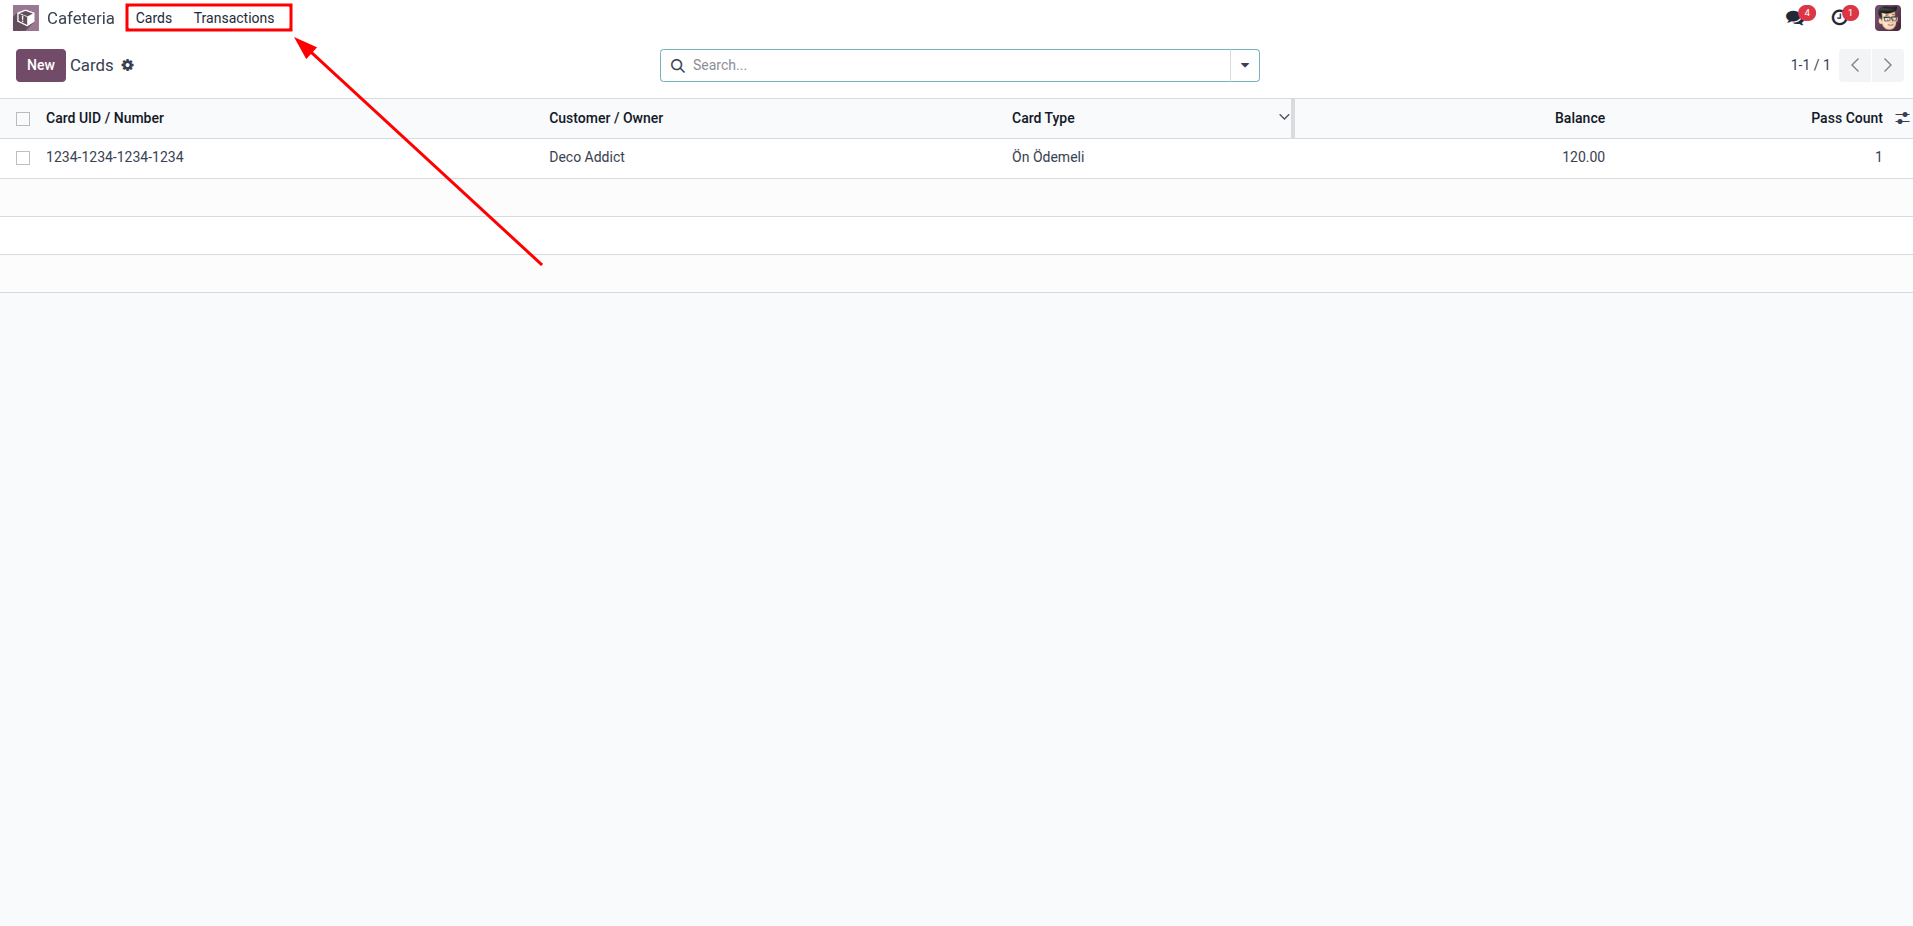 Cafeteria Cards Transactions 4 1
New Cards Search... 1-1 / 1
Card UID / Number Customer / Owner Card Type Balance Pass Count
1234-1234-1234-1234 Deco Addict Ön Ödemeli 120.00 1